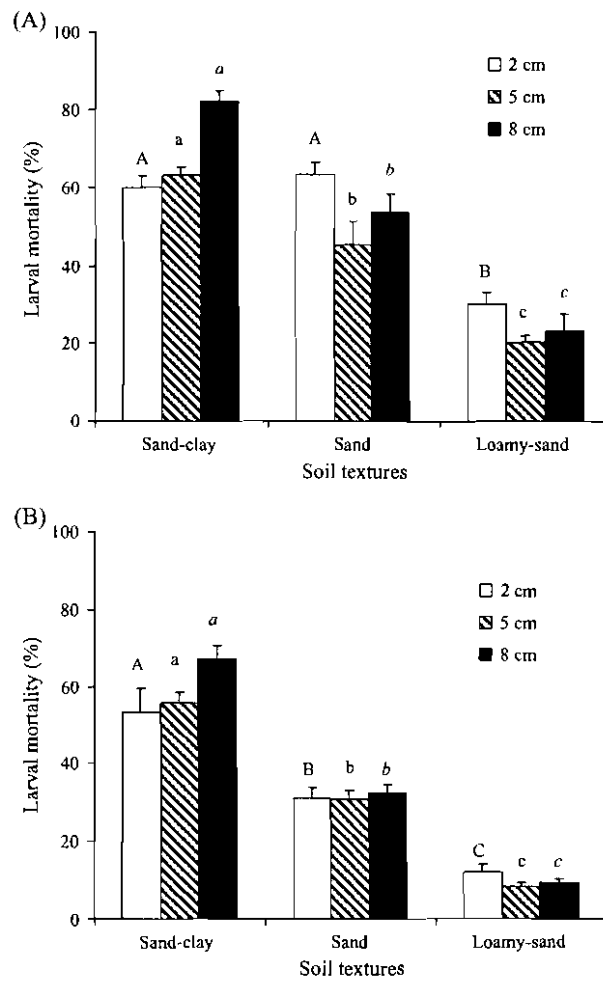 (A)
100
80
60
40
20
0
Larval mortality (%)
2 cm
5 cm
8 cm
A a a
A b b
B c c
Sand-clay Sand Loamy-sand
Soil textures
(B)
100
80
60
40
20
0
Larval mortality (%)
2 cm
5 cm
8 cm
A a a
B b b
C c c
Sand-clay Sand Loamy-sand
Soil textures